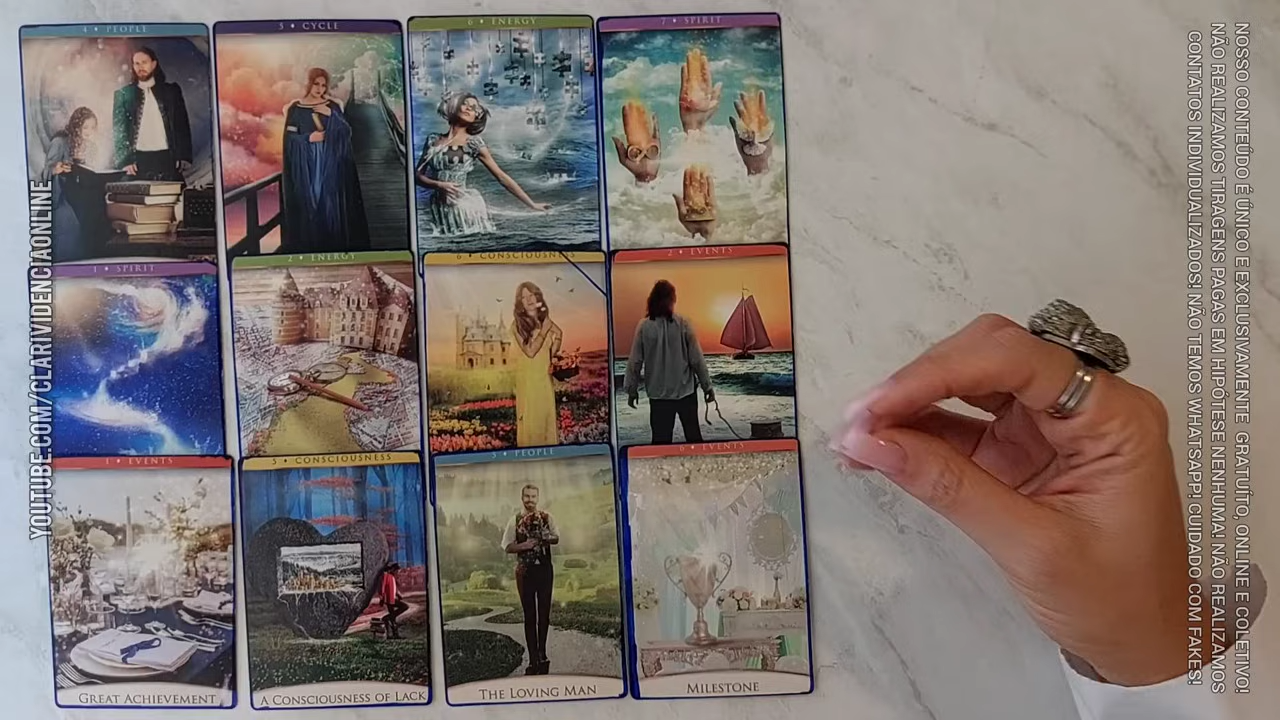 4 • PEOPLE
5 • CYCLE
6 • ENERGY
7 • SPIRIT
1 • SPIRIT
2 • ENERGY
6 • CONSCIOUSNESS
2 • EVENTS
1 • EVENTS
5 • CONSCIOUSNESS
5 • PEOPLE
6 • EVENTS
GREAT ACHIEVEMENT
A CONSCIOUSNESS OF LACK
THE LOVING MAN
MILESTONE
YOUTUBE.COM/CLARIVIDENCIAONLINE
NOSSO CONTEÚDO É ÚNICO E EXCLUSIVAMENTE GRATUÍTO, ONLINE E COLETIVO!
NÃO REALIZAMOS TIRAGENS PAGAS EM HIPÓTESE NENHUMA! NÃO REALIZAMOS
CONTATOS INDIVIDUALIZADOS! NÃO TEMOS WHATSAPP! CUIDADO COM FAKES!